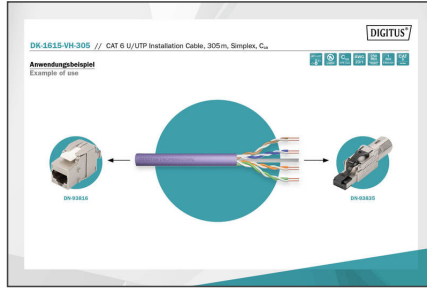 DIGITUS®
DK-1615-VH-305 // CAT 6 U/UTP Installation Cable, 305 m, Simplex, Cca
Anwendungsbeispiel
Example of use
DN-93818
DN-93835